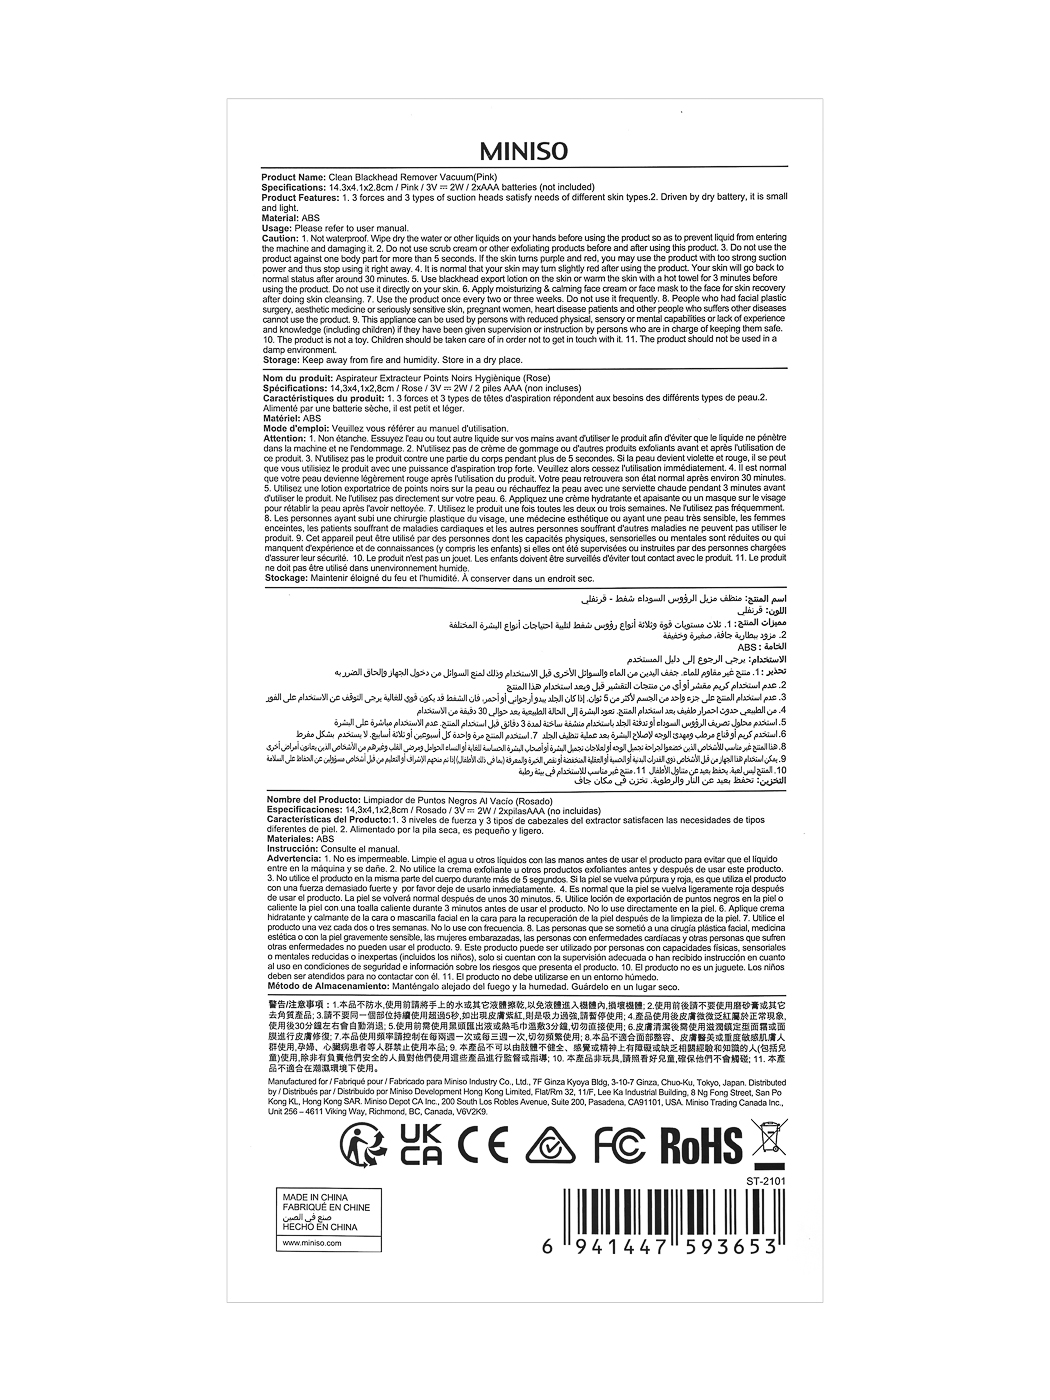 MINISO
Product Name: Clean Blackhead Remover Vacuum(Pink)
Specifications: 14.3x4.1x2.8cm / Pink / 3V⎓2W / 2xAAA batteries (not included)
Product Features: 1. 3 forces and 3 types of suction heads satisfy needs of different skin types.2. Driven by dry battery, it is small
and light.
Material: ABS
Usage: Please refer to user manual.
Caution: 1. Not waterproof. Wipe dry the water or other liquids on your hands before using the product so as to prevent liquid from entering
the machine and damaging it. 2. Do not use scrub cream or other exfoliating products before and after using this product. 3. Do not use the
product against one body part for more than 5 seconds. If the skin turns purple and red, you may use the product with too strong suction
power and thus stop using it right away. 4. It is normal that your skin may turn slightly red after using the product. Your skin will go back to
normal status after around 30 minutes. 5. Use blackhead export lotion on the skin or warm the skin with a hot towel for 3 minutes before
using the product. Do not use it directly on your skin. 6. Apply moisturizing & calming face cream or face mask to the face for skin recovery
after doing skin cleansing. 7. Use the product once every two or three weeks. Do not use it frequently. 8. People who had facial plastic
surgery, aesthetic medicine or seriously sensitive skin, pregnant women, heart disease patients and other people who suffers other diseases
cannot use the product. 9. This appliance can be used by persons with reduced physical, sensory or mental capabilities or lack of experience
and knowledge (including children) if they have been given supervision or instruction by persons who are in charge of keeping them safe.
10. The product is not a toy. Children should be taken care of in order not to get in touch with it. 11. The product should not be used in a
damp environment.
Storage: Keep away from fire and humidity. Store in a dry place.
Nom du produit: Aspirateur Extracteur Points Noirs Hygiènique (Rose)
Spécifications: 14,3x4,1x2,8cm / Rose / 3V⎓2W / 2 piles AAA (non incluses)
Caractéristiques du produit: 1. 3 forces et 3 types de têtes d'aspiration répondent aux besoins des différents types de peau.2.
Alimenté par une batterie sèche, il est petit et léger.
Matériel: ABS
Mode d'emploi: Veuillez vous référer au manuel d'utilisation.
Attention: 1. Non étanche. Essuyez l'eau ou tout autre liquide sur vos mains avant d'utiliser le produit afin d'éviter que le liquide ne pénètre
dans la machine et ne l'endommage. 2. N'utilisez pas de crème de gommage ou d'autres produits exfoliants avant et après l'utilisation de
ce produit. 3. N'utilisez pas le produit contre une partie du corps pendant plus de 5 secondes. Si la peau devient violette et rouge, il se peut
que vous utilisiez le produit avec une puissance d'aspiration trop forte. Veuillez alors cessez l'utilisation immédiatement. 4. Il est normal
que votre peau devienne légèrement rouge après l'utilisation du produit. Votre peau retrouvera son état normal après environ 30 minutes.
5. Utilisez une lotion exportatrice de points noirs sur la peau ou réchauffez la peau avec une serviette chaude pendant 3 minutes avant
d'utiliser le produit. Ne l'utilisez pas directement sur votre peau. 6. Appliquez une crème hydratante et apaisante ou un masque sur le visage
pour rétablir la peau après l'avoir nettoyée. 7. Utilisez le produit une fois toutes les deux ou trois semaines. Ne l'utilisez pas fréquemment.
8. Les personnes ayant subi une chirurgie plastique du visage, une médecine esthétique ou ayant une peau très sensible, les femmes
enceintes, les patients souffrant de maladies cardiaques et les autres personnes souffrant d'autres maladies ne peuvent pas utiliser le
produit. 9. Cet appareil peut être utilisé par des personnes dont les capacités physiques, sensorielles ou mentales sont réduites ou qui
manquent d'expérience et de connaissances (y compris les enfants) si elles ont été supervisées ou instruites par des personnes chargées
d'assurer leur sécurité. 10. Le produit n'est pas un jouet. Les enfants doivent être surveillés d'éviter tout contact avec le produit. 11. Le produit
ne doit pas être utilisé dans unenvironnement humide.
Stockage: Maintenir éloigné du feu et l'humidité. À conserver dans un endroit sec.
اسم المنتج: منظف مزيل الرؤوس السوداء شفط - قرنفلي
اللون: قرنفلي
مميزات المنتج: 1. ثلاث مستويات قوة وثلاثة أنواع رؤوس شفط لتلبية احتياجات أنواع البشرة المختلفة
2. مزود ببطارية جافة، صغيرة وخفيفة
الخامة: ABS
الاستخدام: يرجى الرجوع إلى دليل المستخدم
تحذير: 1. منتج غير مقاوم للماء. جفف اليدين من الماء والسوائل الأخرى قبل الاستخدام وذلك لمنع السوائل من دخول الجهاز وإلحاق الضرر به
2. عدم استخدام كريم مقشر أو أي من منتجات التقشير قبل وبعد استخدام هذا المنتج
3. عدم استخدام المنتج على جزء واحد من الجسم لأكثر من 5 ثوان. إذا كان الجلد يبدو أرجواني أو أحمر، فان الشفط قد يكون قوي للغالية يرجى التوقف عن الاستخدام على الفور
4. من الطبيعي حدوث احمرار طفيف بعد استخدام المنتج. تعود البشرة إلى الحالة الطبيعية بعد حوالى 30 دقيقة من الاستخدام
5. استخدم محلول تصريف الرؤوس السوداء أو تدفئة الجلد باستخدام منشفة ساخنة لمدة 3 دقائق قبل استخدام المنتج. عدم الاستخدام مباشرة على البشرة
6. استخدم كريم أو قناع مرطب ومهدئ الوجه لإصلاح البشرة بعد عملية تنظيف الجلد 7. استخدم المنتج مرة واحدة كل أسبوعين أو ثلاثة أسابيع. لا يستخدم بشكل مفرط
8. هذا المنتج غير مناسب للأشخاص الذين خضعوا لجراحة تجميل الوجه أو لعلاجات تجميل البشرة أو أصحاب البشرة الحساسة للغاية أو النساء الحوامل ومرضى القلب وغيرهم من الأشخاص الذين يعانون أمراض أخرى
9. يمكن استخدام هذا الجهاز من قبل الأشخاص ذوي القدرات البدنية أو الحسية أو العقلية المنخفضة أو نقص الخبرة والمعرفة (بما في ذلك الأطفال) إذا تم منحهم الإشراف أو التعليم من قبل أشخاص مسؤولين عن الحفاظ على السلامة
10. المنتج ليس لعبة. يحفظ بعيد عن متناول الأطفال 11. منتج غير مناسب للاستخدام في بيئة رطبة
التخزين: تحفظ بعيد عن النار والرطوبة. تخزن في مكان جاف
Nombre del Producto: Limpiador de Puntos Negros Al Vacío (Rosado)
Especificaciones: 14,3x4,1x2,8cm / Rosado / 3V⎓2W / 2xpilasAAA (no incluidas)
Características del Producto:1. 3 niveles de fuerza y 3 tipos de cabezales del extractor satisfacen las necesidades de tipos
diferentes de piel. 2. Alimentado por la pila seca, es pequeño y ligero.
Materiales: ABS
Instrucción: Consulte el manual.
Advertencia: 1. No es impermeable. Limpie el agua u otros líquidos con las manos antes de usar el producto para evitar que el líquido
entre en la máquina y se dañe. 2. No utilice la crema exfoliante u otros productos exfoliantes antes y después de usar este producto.
3. No utilice el producto en la misma parte del cuerpo durante más de 5 segundos. Si la piel se vuelva púrpura y roja, es que utiliza el producto
con una fuerza demasiado fuerte y por favor deje de usarlo inmediatamente. 4. Es normal que la piel se vuelva ligeramente roja después
de usar el producto. La piel se volverá normal después de unos 30 minutos. 5. Utilice loción de exportación de puntos negros en la piel o
caliente la piel con una toalla caliente durante 3 minutos antes de usar el producto. No lo use directamente en la piel. 6. Aplique crema
hidratante y calmante de la cara o mascarilla facial en la cara para la recuperación de la piel después de la limpieza de la piel. 7. Utilice el
producto una vez cada dos o tres semanas. No lo use con frecuencia. 8. Las personas que se sometió a una cirugía plástica facial, medicina
estética o con la piel gravemente sensible, las mujeres embarazadas, las personas con enfermedades cardíacas y otras personas que sufren
otras enfermedades no pueden usar el producto. 9. Este producto puede ser utilizado por personas con capacidades físicas, sensoriales
o mentales reducidas o inexpertas (incluidos los niños), solo si cuentan con la supervisión adecuada o han recibido instrucción en cuanto
al uso en condiciones de seguridad e información sobre los riesgos que presenta el producto. 10. El producto no es un juguete. Los niños
deben ser atendidos para no contactar con él. 11. El producto no debe utilizarse en un entorno húmedo.
Método de Almacenamiento: Manténgalo alejado del fuego y la humedad. Guárdelo en un lugar seco.
警告/注意事項：1.本品不防水,使用前請將手上的水或其它液體擦乾,以免液體進入機體內,損壞機體; 2.使用前後請不要使用磨砂膏或其它
去角質產品; 3.請不要同一個部位持續使用超過5秒,如出現皮膚紫紅,則是吸力過強,請暫停使用; 4.產品使用後皮膚微微泛紅屬於正常現象,
使用後30分鐘左右會自動消退; 5.使用前需使用黑頭匯出液或熱毛巾溫敷3分鐘,切勿直接使用; 6.皮膚清潔後需使用滋潤鎮定型面霜或面
膜進行皮膚修復; 7.本品使用頻率請控制在每兩週一次或每三週一次,切勿頻繁使用; 8.本品不適合面部整容、皮膚醫美或重度敏感肌膚人
群使用,孕婦、心臟病患者等人群禁止使用本品; 9. 本產品不可以由肢體不健全、感覺或精神上有障礙或缺乏相關經驗和知識的人(包括兒
童)使用,除非有負責他們安全的人員對他們使用這些產品進行監督或指導; 10. 本產品非玩具,請照看好兒童,確保他們不會觸碰; 11. 本產
品不適合在潮濕環境下使用。
Manufactured for / Fabriqué pour / Fabricado para Miniso Industry Co., Ltd., 7F Ginza Kyoya Bldg, 3-10-7 Ginza, Chuo-Ku, Tokyo, Japan. Distributed
by / Distribués par / Distribuido por Miniso Development Hong Kong Limited, Flat/Rm 32, 11/F, Lee Ka Industrial Building, 8 Ng Fong Street, San Po
Kong KL, Hong Kong SAR. Miniso Depot CA Inc., 200 South Los Robles Avenue, Suite 200, Pasadena, CA91101, USA. Miniso Trading Canada Inc.,
Unit 256 – 4611 Viking Way, Richmond, BC, Canada, V6V2K9.
UK
CA CE FC RoHS
ST-2101
MADE IN CHINA
FABRIQUÉ EN CHINE
صنع في الصين
HECHO EN CHINA
www.miniso.com
6 941447 593653